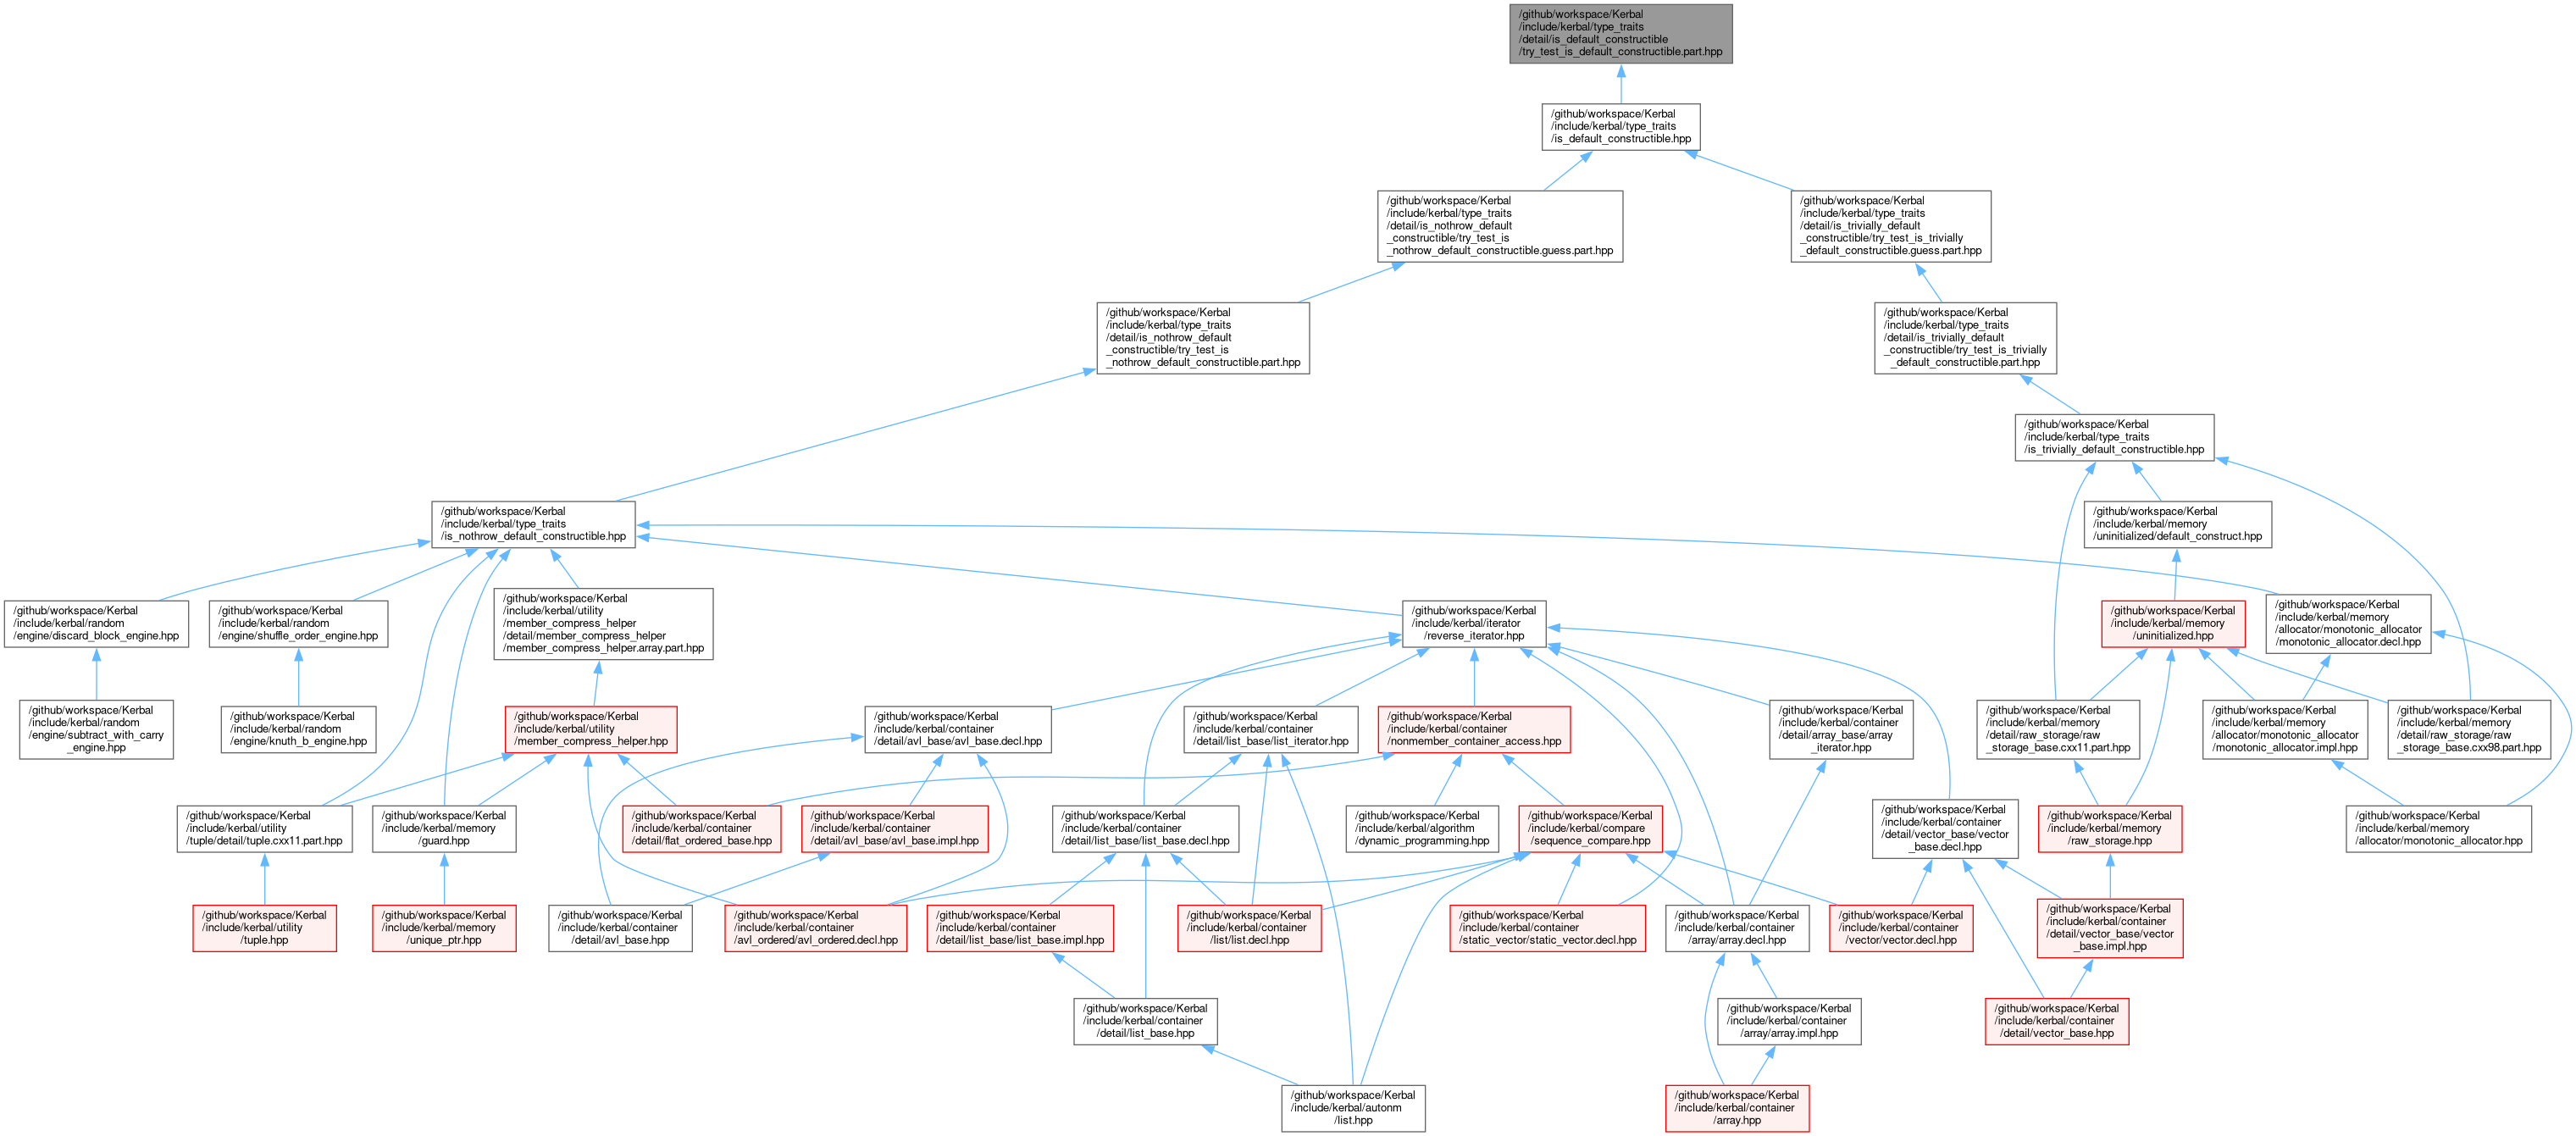 /github/workspace/Kerbal
/include/kerbal/type_traits
/detail/is_default_constructible
/try_test_is_default_constructible.part.hpp
/github/workspace/Kerbal
/include/kerbal/type_traits
/is_default_constructible.hpp
/github/workspace/Kerbal
/include/kerbal/type_traits
/detail/is_nothrow_default
_constructible/try_test_is
_nothrow_default_constructible.guess.part.hpp
/github/workspace/Kerbal
/include/kerbal/type_traits
/detail/is_trivially_default
_constructible/try_test_is_trivially
_default_constructible.guess.part.hpp
/github/workspace/Kerbal
/include/kerbal/type_traits
/detail/is_nothrow_default
_constructible/try_test_is
_nothrow_default_constructible.part.hpp
/github/workspace/Kerbal
/include/kerbal/type_traits
/detail/is_trivially_default
_constructible/try_test_is_trivially
_default_constructible.part.hpp
/github/workspace/Kerbal
/include/kerbal/type_traits
/is_trivially_default_constructible.hpp
/github/workspace/Kerbal
/include/kerbal/type_traits
/is_nothrow_default_constructible.hpp
/github/workspace/Kerbal
/include/kerbal/memory
/uninitialized/default_construct.hpp
/github/workspace/Kerbal
/include/kerbal/random
/engine/discard_block_engine.hpp
/github/workspace/Kerbal
/include/kerbal/random
/engine/shuffle_order_engine.hpp
/github/workspace/Kerbal
/include/kerbal/utility
/member_compress_helper
/detail/member_compress_helper
/member_compress_helper.array.part.hpp
/github/workspace/Kerbal
/include/kerbal/iterator
/reverse_iterator.hpp
/github/workspace/Kerbal
/include/kerbal/memory
/uninitialized.hpp
/github/workspace/Kerbal
/include/kerbal/memory
/allocator/monotonic_allocator
/monotonic_allocator.decl.hpp
/github/workspace/Kerbal
/include/kerbal/random
/engine/subtract_with_carry
_engine.hpp
/github/workspace/Kerbal
/include/kerbal/random
/engine/knuth_b_engine.hpp
/github/workspace/Kerbal
/include/kerbal/utility
/member_compress_helper.hpp
/github/workspace/Kerbal
/include/kerbal/container
/detail/avl_base/avl_base.decl.hpp
/github/workspace/Kerbal
/include/kerbal/container
/detail/list_base/list_iterator.hpp
/github/workspace/Kerbal
/include/kerbal/container
/nonmember_container_access.hpp
/github/workspace/Kerbal
/include/kerbal/container
/detail/array_base/array
_iterator.hpp
/github/workspace/Kerbal
/include/kerbal/memory
/detail/raw_storage/raw
_storage_base.cxx11.part.hpp
/github/workspace/Kerbal
/include/kerbal/memory
/allocator/monotonic_allocator
/monotonic_allocator.impl.hpp
/github/workspace/Kerbal
/include/kerbal/memory
/detail/raw_storage/raw
_storage_base.cxx98.part.hpp
/github/workspace/Kerbal
/include/kerbal/utility
/tuple/detail/tuple.cxx11.part.hpp
/github/workspace/Kerbal
/include/kerbal/memory
/guard.hpp
/github/workspace/Kerbal
/include/kerbal/container
/detail/flat_ordered_base.hpp
/github/workspace/Kerbal
/include/kerbal/container
/detail/avl_base/avl_base.impl.hpp
/github/workspace/Kerbal
/include/kerbal/container
/detail/list_base/list_base.decl.hpp
/github/workspace/Kerbal
/include/kerbal/algorithm
/dynamic_programming.hpp
/github/workspace/Kerbal
/include/kerbal/compare
/sequence_compare.hpp
/github/workspace/Kerbal
/include/kerbal/container
/detail/vector_base/vector
_base.decl.hpp
/github/workspace/Kerbal
/include/kerbal/memory
/raw_storage.hpp
/github/workspace/Kerbal
/include/kerbal/memory
/allocator/monotonic_allocator.hpp
/github/workspace/Kerbal
/include/kerbal/utility
/tuple.hpp
/github/workspace/Kerbal
/include/kerbal/memory
/unique_ptr.hpp
/github/workspace/Kerbal
/include/kerbal/container
/detail/avl_base.hpp
/github/workspace/Kerbal
/include/kerbal/container
/avl_ordered/avl_ordered.decl.hpp
/github/workspace/Kerbal
/include/kerbal/container
/detail/list_base/list_base.impl.hpp
/github/workspace/Kerbal
/include/kerbal/container
/list/list.decl.hpp
/github/workspace/Kerbal
/include/kerbal/container
/static_vector/static_vector.decl.hpp
/github/workspace/Kerbal
/include/kerbal/container
/array/array.decl.hpp
/github/workspace/Kerbal
/include/kerbal/container
/vector/vector.decl.hpp
/github/workspace/Kerbal
/include/kerbal/container
/detail/vector_base/vector
_base.impl.hpp
/github/workspace/Kerbal
/include/kerbal/container
/detail/list_base.hpp
/github/workspace/Kerbal
/include/kerbal/container
/array/array.impl.hpp
/github/workspace/Kerbal
/include/kerbal/container
/detail/vector_base.hpp
/github/workspace/Kerbal
/include/kerbal/autonm
/list.hpp
/github/workspace/Kerbal
/include/kerbal/container
/array.hpp